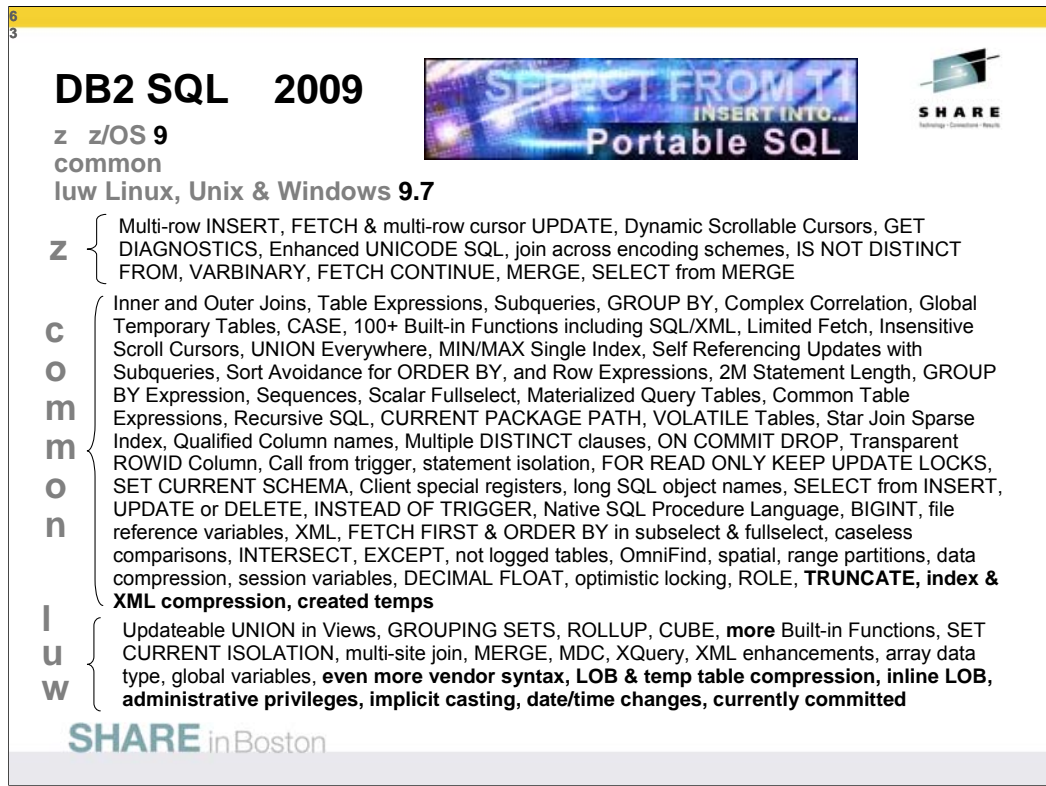 6
3
DB2 SQL 2009
SELECT FROM T1
INSERT INTO...
Portable SQL
SHARE
Technology · Connections · Results
z z/OS 9
common
luw Linux, Unix & Windows 9.7
z
Multi-row INSERT, FETCH & multi-row cursor UPDATE, Dynamic Scrollable Cursors, GET
DIAGNOSTICS, Enhanced UNICODE SQL, join across encoding schemes, IS NOT DISTINCT
FROM, VARBINARY, FETCH CONTINUE, MERGE, SELECT from MERGE
common
Inner and Outer Joins, Table Expressions, Subqueries, GROUP BY, Complex Correlation, Global
Temporary Tables, CASE, 100+ Built-in Functions including SQL/XML, Limited Fetch, Insensitive
Scroll Cursors, UNION Everywhere, MIN/MAX Single Index, Self Referencing Updates with
Subqueries, Sort Avoidance for ORDER BY, and Row Expressions, 2M Statement Length, GROUP
BY Expression, Sequences, Scalar Fullselect, Materialized Query Tables, Common Table
Expressions, Recursive SQL, CURRENT PACKAGE PATH, VOLATILE Tables, Star Join Sparse
Index, Qualified Column names, Multiple DISTINCT clauses, ON COMMIT DROP, Transparent
ROWID Column, Call from trigger, statement isolation, FOR READ ONLY KEEP UPDATE LOCKS,
SET CURRENT SCHEMA, Client special registers, long SQL object names, SELECT from INSERT,
UPDATE or DELETE, INSTEAD OF TRIGGER, Native SQL Procedure Language, BIGINT, file
reference variables, XML, FETCH FIRST & ORDER BY in subselect & fullselect, caseless
comparisons, INTERSECT, EXCEPT, not logged tables, OmniFind, spatial, range partitions, data
compression, session variables, DECIMAL FLOAT, optimistic locking, ROLE, TRUNCATE, index &
XML compression, created temps
luw
Updateable UNION in Views, GROUPING SETS, ROLLUP, CUBE, more Built-in Functions, SET
CURRENT ISOLATION, multi-site join, MERGE, MDC, XQuery, XML enhancements, array data
type, global variables, even more vendor syntax, LOB & temp table compression, inline LOB,
administrative privileges, implicit casting, date/time changes, currently committed
SHARE in Boston